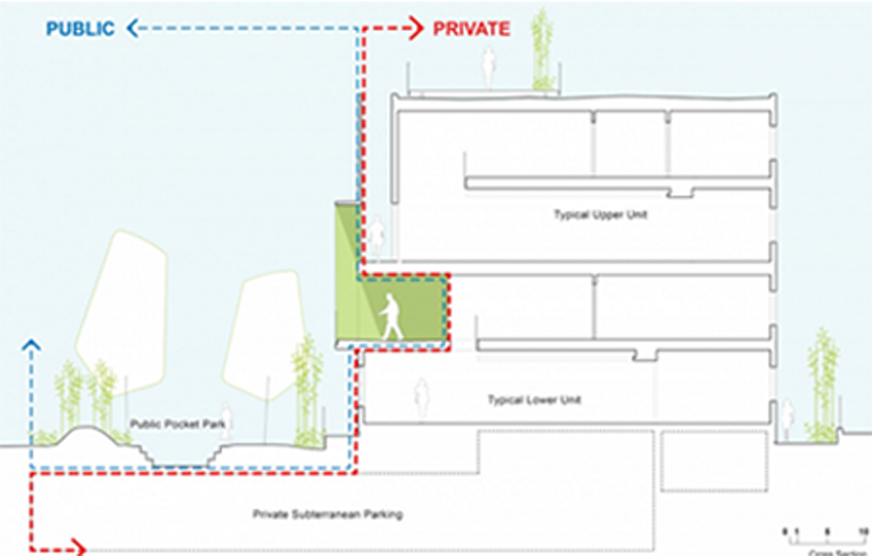 PUBLIC PRIVATE
Typical Upper Unit
Typical Lower Unit
Public Pocket Park
Private Subterranean Parking
0 1 5 10
Cross Section